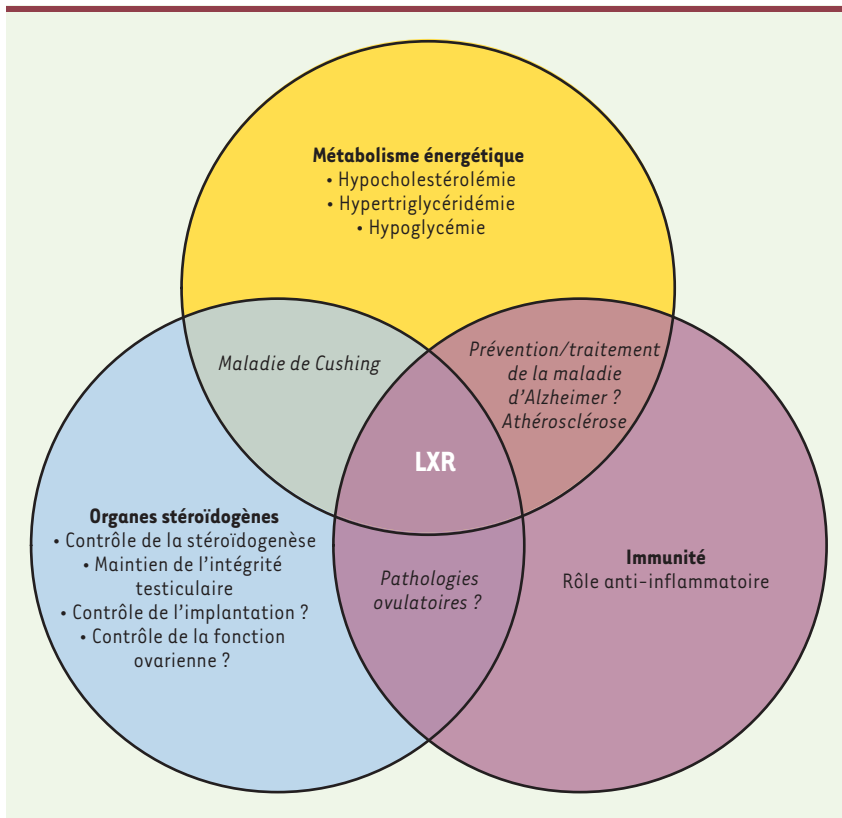 Métabolisme énergétique
• Hypocholestérolémie
• Hypertriglycéridémie
• Hypoglycémie
Maladie de Cushing
Prévention/traitement
de la maladie
d'Alzheimer ?
Athérosclérose
LXR
Organes stéroïdogènes
• Contrôle de la stéroïdogenèse
• Maintien de l'intégrité
testiculaire
• Contrôle de l'implantation ?
• Contrôle de la fonction
ovarienne ?
Pathologies
ovulatoires ?
Immunité
Rôle anti-inflammatoire